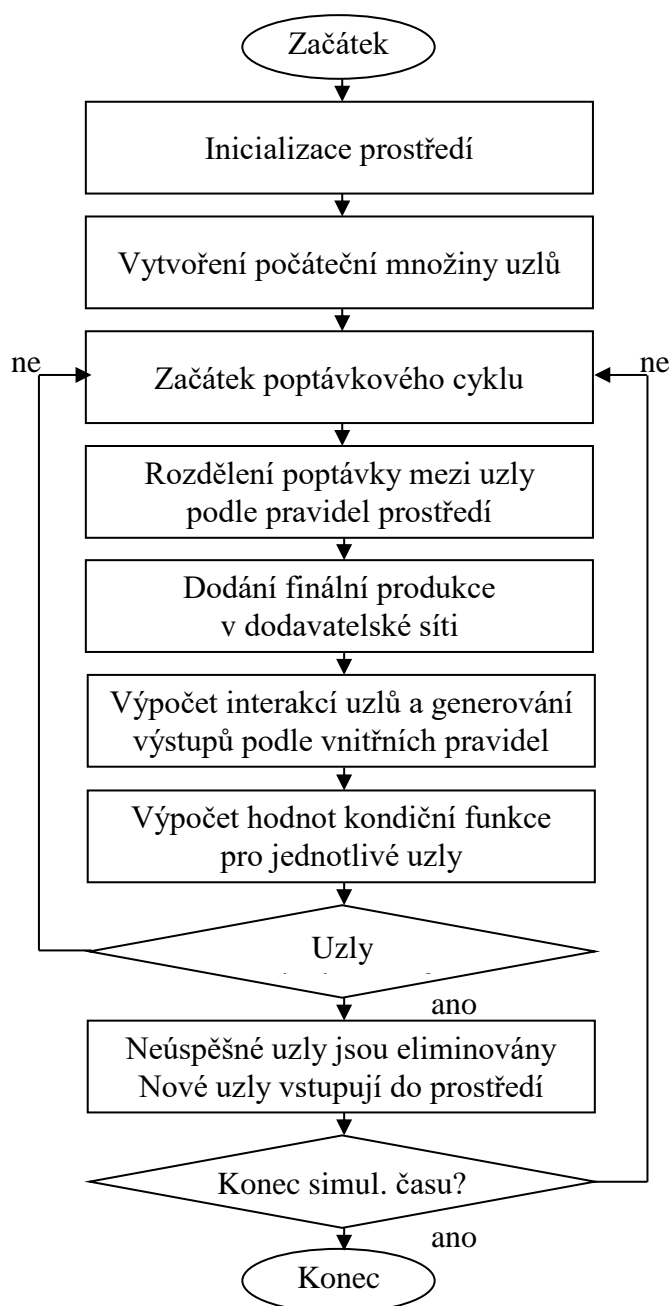 Začátek
Inicializace prostředí
Vytvoření počáteční množiny uzlů
ne
ne
Začátek poptávkového cyklu
Rozdělení poptávky mezi uzly
podle pravidel prostředí
Dodání finální produkce
v dodavatelské síti
Výpočet interakcí uzlů a generování
výstupů podle vnitřních pravidel
Výpočet hodnot kondiční funkce
pro jednotlivé uzly
Uzly
ano
Neúspěšné uzly jsou eliminovány
Nové uzly vstupují do prostředí
Konec simul. času?
ano
Konec